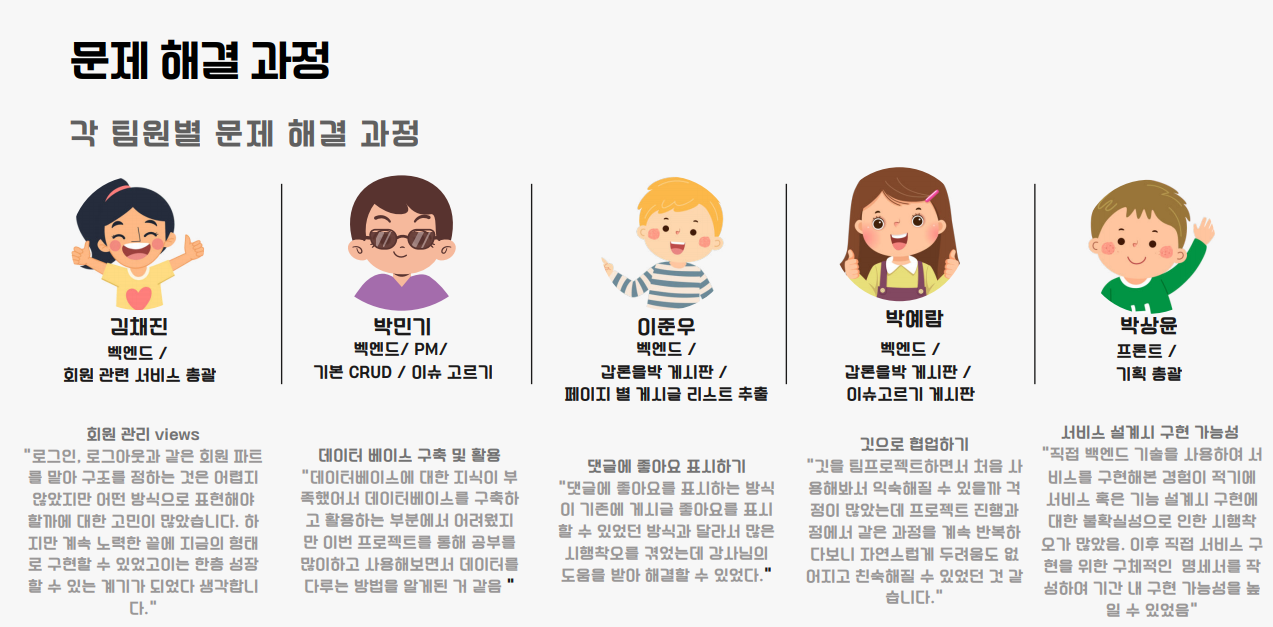 문제 해결 과정
각 팀원별 문제 해결 과정
김채진
벡엔드 /
회원 관련 서비스 총괄
회원 관리 views
"로그인, 로그아웃과 같은 회원 파트
를 맡아 구조를 정하는 것은 어렵지
않았지만 어떤 방식으로 표현해야
할까에 대한 고민이 많았습니다. 하
지만 계속 노력한 끝에 지금의 형태
로 구현할 수 있었고이는 한층 성장
할 수 있는 계기가 되었다 생각합니
다."
박민기
벡엔드/ PM/
기본 CRUD / 이슈 고르기
데이터 베이스 구축 및 활용
"데이터베이스에 대한 지식이 부
족했어서 데이터베이스를 구축하
고 활용하는 부분에서 어려웠지
만 이번 프로젝트를 통해 공부를
많이하고 사용해보면서 데이터를
다루는 방법을 알게된 거 같음 "
이준우
벡엔드 /
갑론을박 게시판 /
페이지 별 게시글 리스트 추출
댓글에 좋아요 표시하기
"댓글에 좋아요를 표시하는 방식
이 기존에 게시글 좋아요를 표시
할 수 있었던 방식과 달라서 많은
시행착오를 겪었는데 강사님의
도움을 받아 해결할 수 있었다."
박예람
벡엔드 /
갑론을박 게시판 /
이슈고르기 게시판
깃으로 협업하기
"깃을 팀프로젝트하면서 처음 사
용해봐서 익숙해질 수 있을까 걱
정이 많았는데 프로젝트 진행과
정에서 같은 과정을 계속 반복하
다보니 자연스럽게 두려움도 없
어지고 친숙해질 수 있었던 것 같
습니다."
박상윤
프론트 /
기획 총괄
서비스 설계시 구현 가능성
"직접 백엔드 기술을 사용하여 서
비스를 구현해본 경험이 적기에
서비스 혹은 기능 설계시 구현에
대한 불확실성으로 인한 시행착
오가 많았음. 이후 직접 서비스 구
현을 위한 구체적인 명세서를 작
성하여 기간 내 구현 가능성을 높
일 수 있었음"